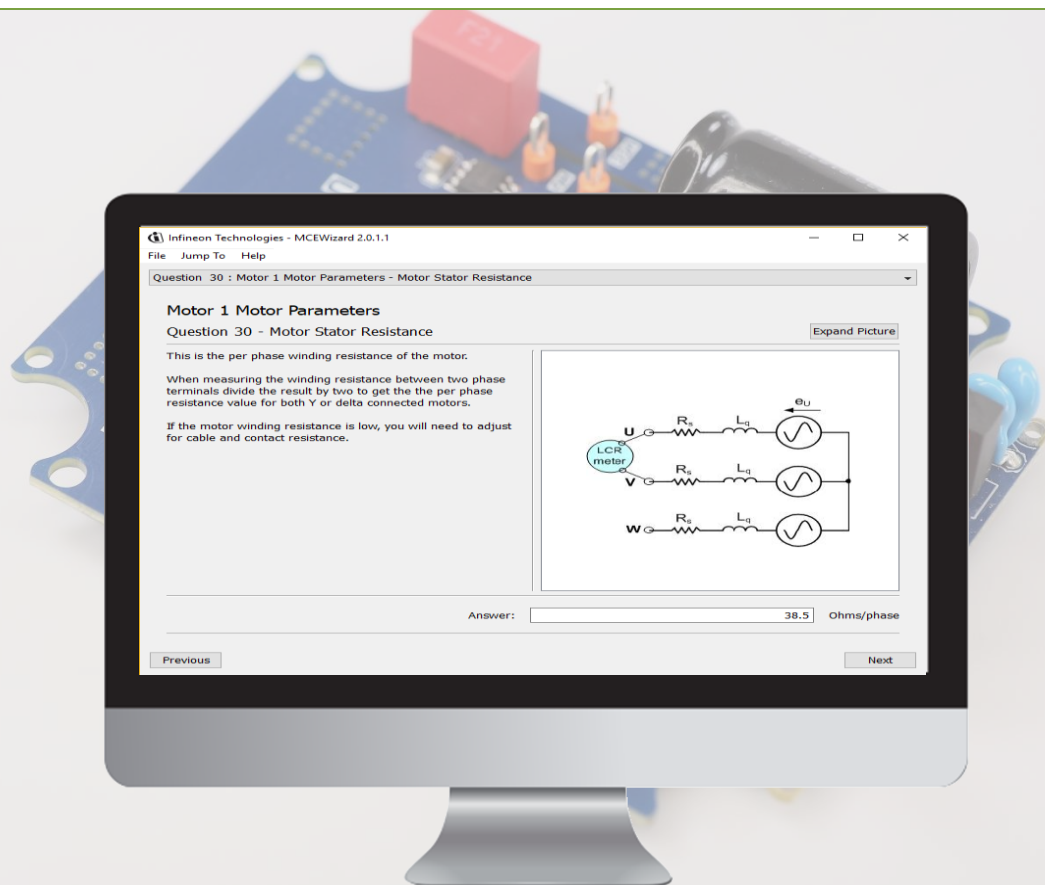 F21
Infineon Technologies - MCEWizard 2.0.1.1
File Jump To Help
Question 30 : Motor 1 Motor Parameters - Motor Stator Resistance
Motor 1 Motor Parameters
Question 30 - Motor Stator Resistance
Expand Picture
This is the per phase winding resistance of the motor.
When measuring the winding resistance between two phase
terminals divide the result by two to get the the per phase
resistance value for both Y or delta connected motors.
If the motor winding resistance is low, you will need to adjust
for cable and contact resistance.
eU
U Rs Lq
LCR
meter
V Rs Lq
W Rs Lq
Answer: 38.5 Ohms/phase
Previous Next